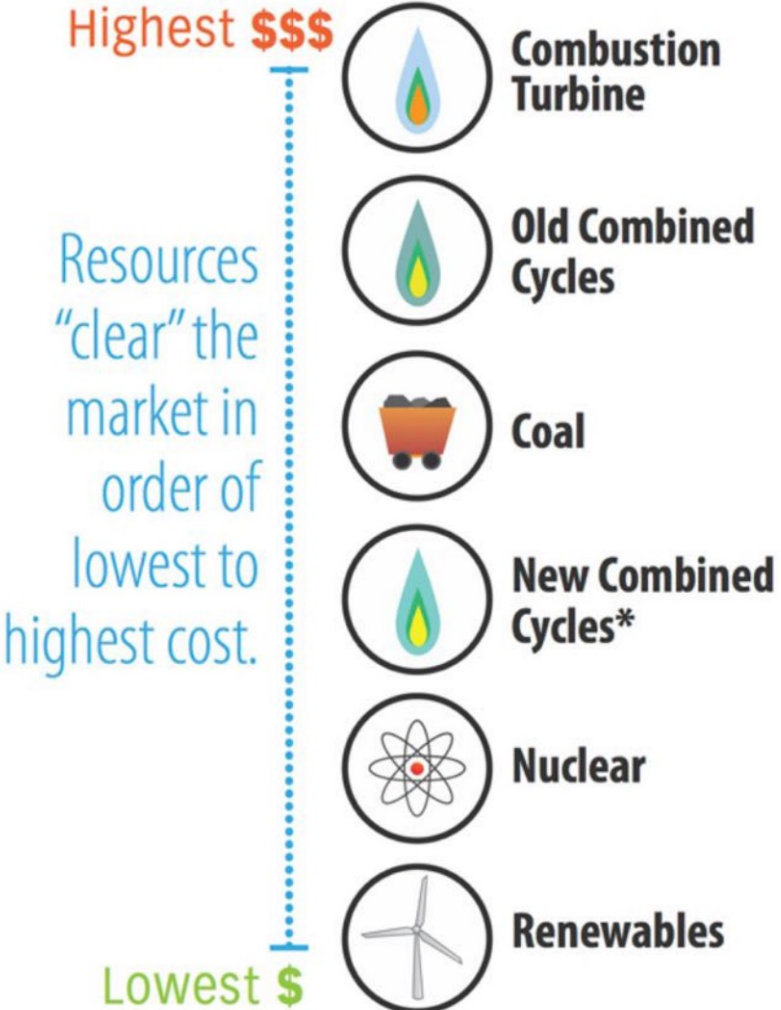 Highest $$$
Combustion
Turbine
Old Combined
Cycles
Resources
“clear” the
market in
order of
lowest to
highest cost.
Coal
New Combined
Cycles*
Nuclear
Renewables
Lowest $